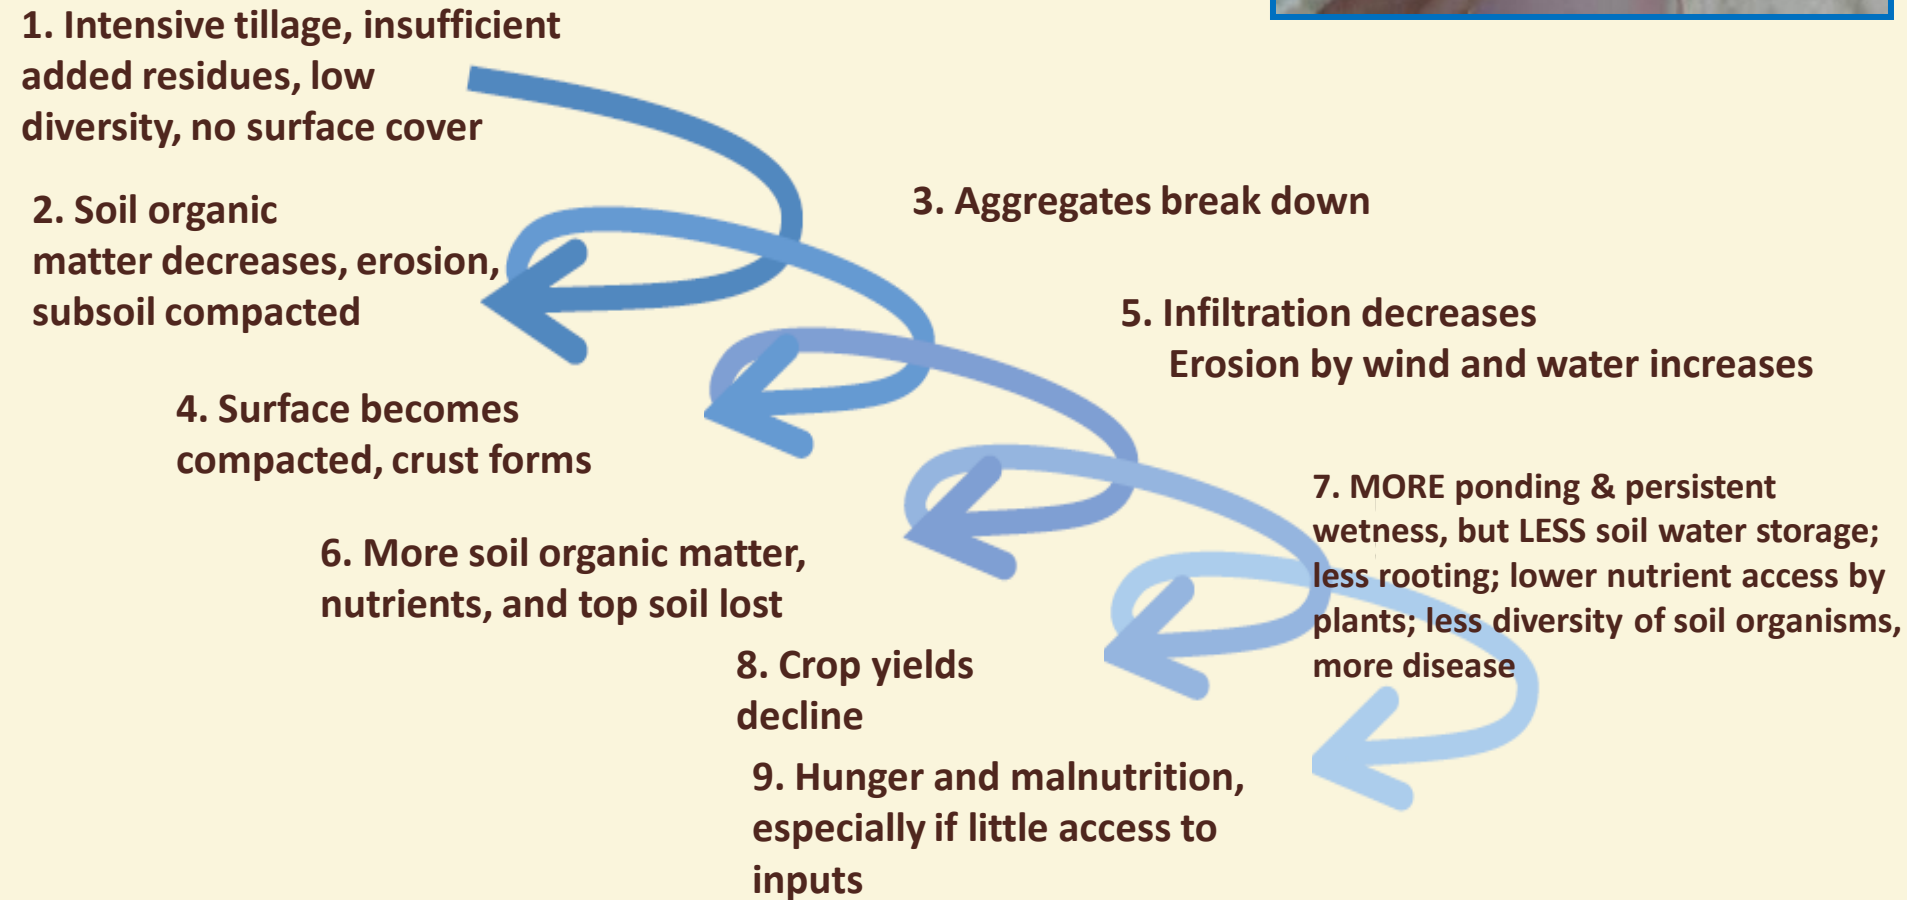 1. Intensive tillage, insufficient
added residues, low
diversity, no surface cover
2. Soil organic
matter decreases, erosion,
subsoil compacted
3. Aggregates break down
4. Surface becomes
compacted, crust forms
5. Infiltration decreases
Erosion by wind and water increases
6. More soil organic matter,
nutrients, and top soil lost
7. MORE ponding & persistent
wetness, but LESS soil water storage;
less rooting; lower nutrient access by
plants; less diversity of soil organisms,
more disease
8. Crop yields
decline
9. Hunger and malnutrition,
especially if little access to
inputs